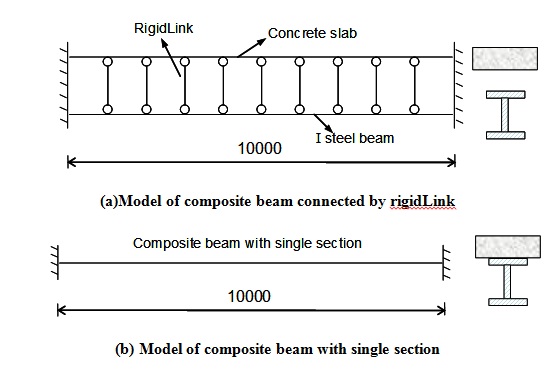 RigidLink
Concrete slab
I steel beam
10000
(a)Model of composite beam connected by rigidLink
Composite beam with single section
10000
(b) Model of composite beam with single section